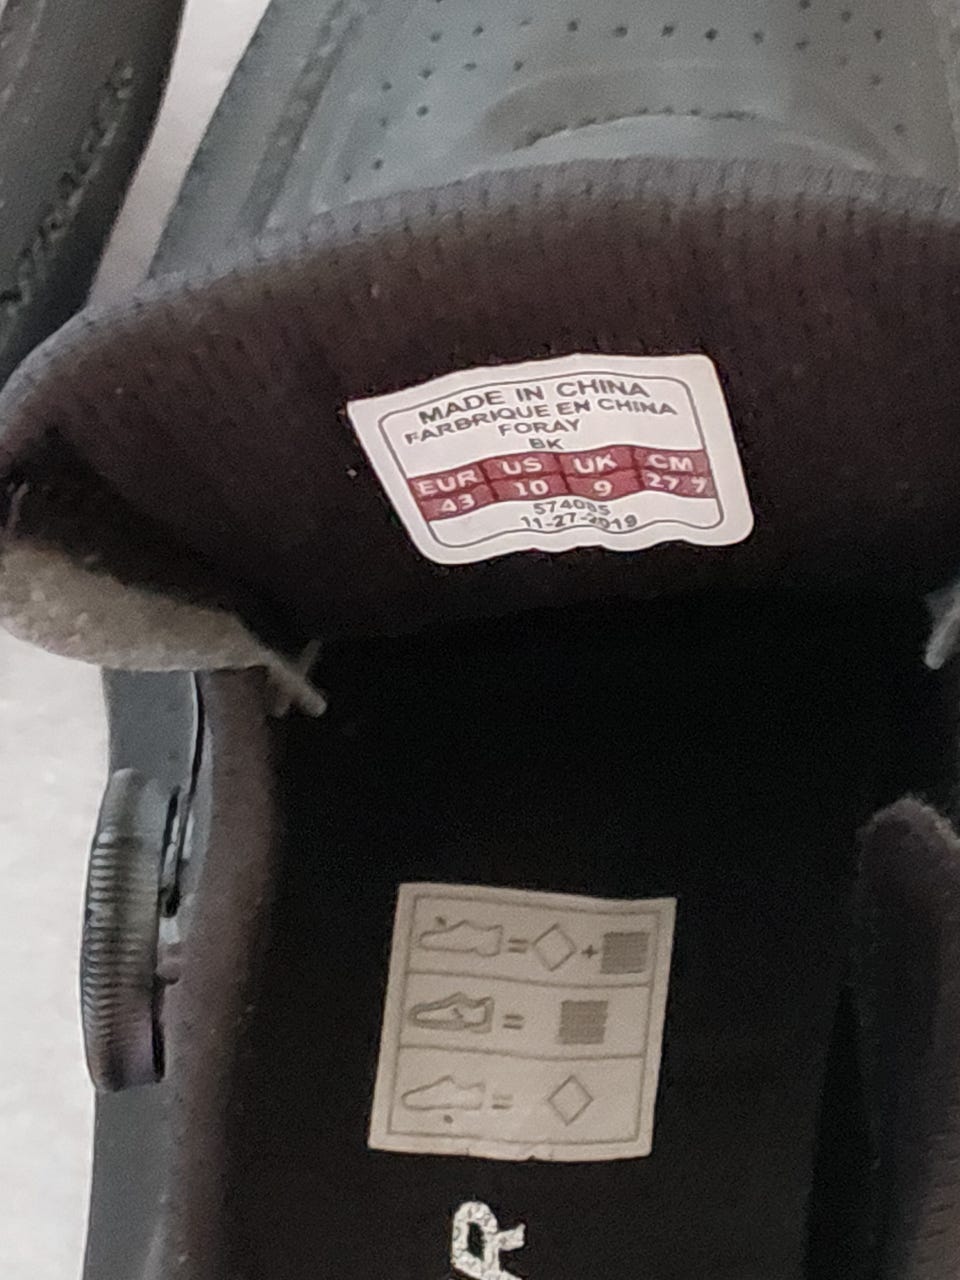 MADE IN CHINA
FARBRIQUE EN CHINA
FORAY
BK
EUR US UK CM
43 10 9 27 7
574085
11-27-2019
= +
=
=
R